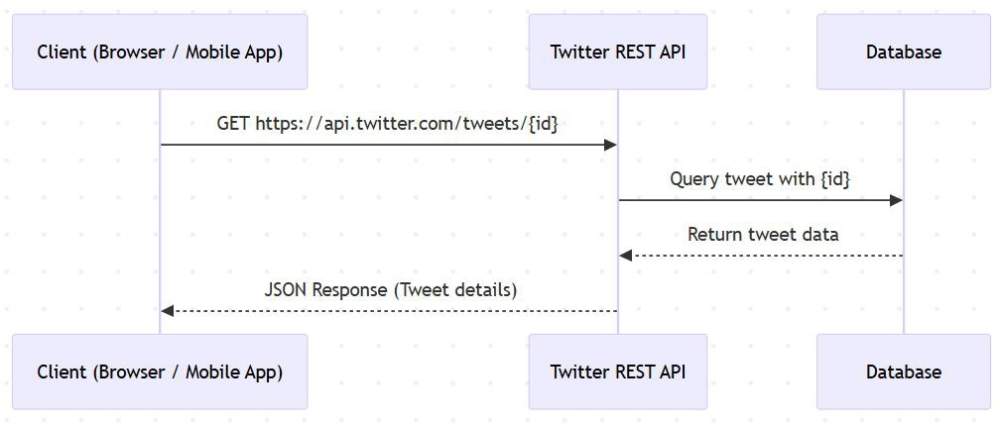 Client (Browser / Mobile App)
Twitter REST API
Database
GET https://api.twitter.com/tweets/{id}
Query tweet with {id}
Return tweet data
JSON Response (Tweet details)
Client (Browser / Mobile App)
Twitter REST API
Database